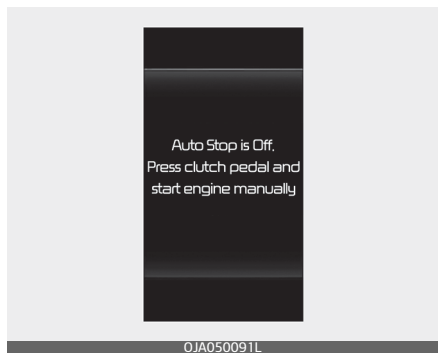 Auto Stop is Off.
Press clutch pedal and
start engine manually
OJA050091L